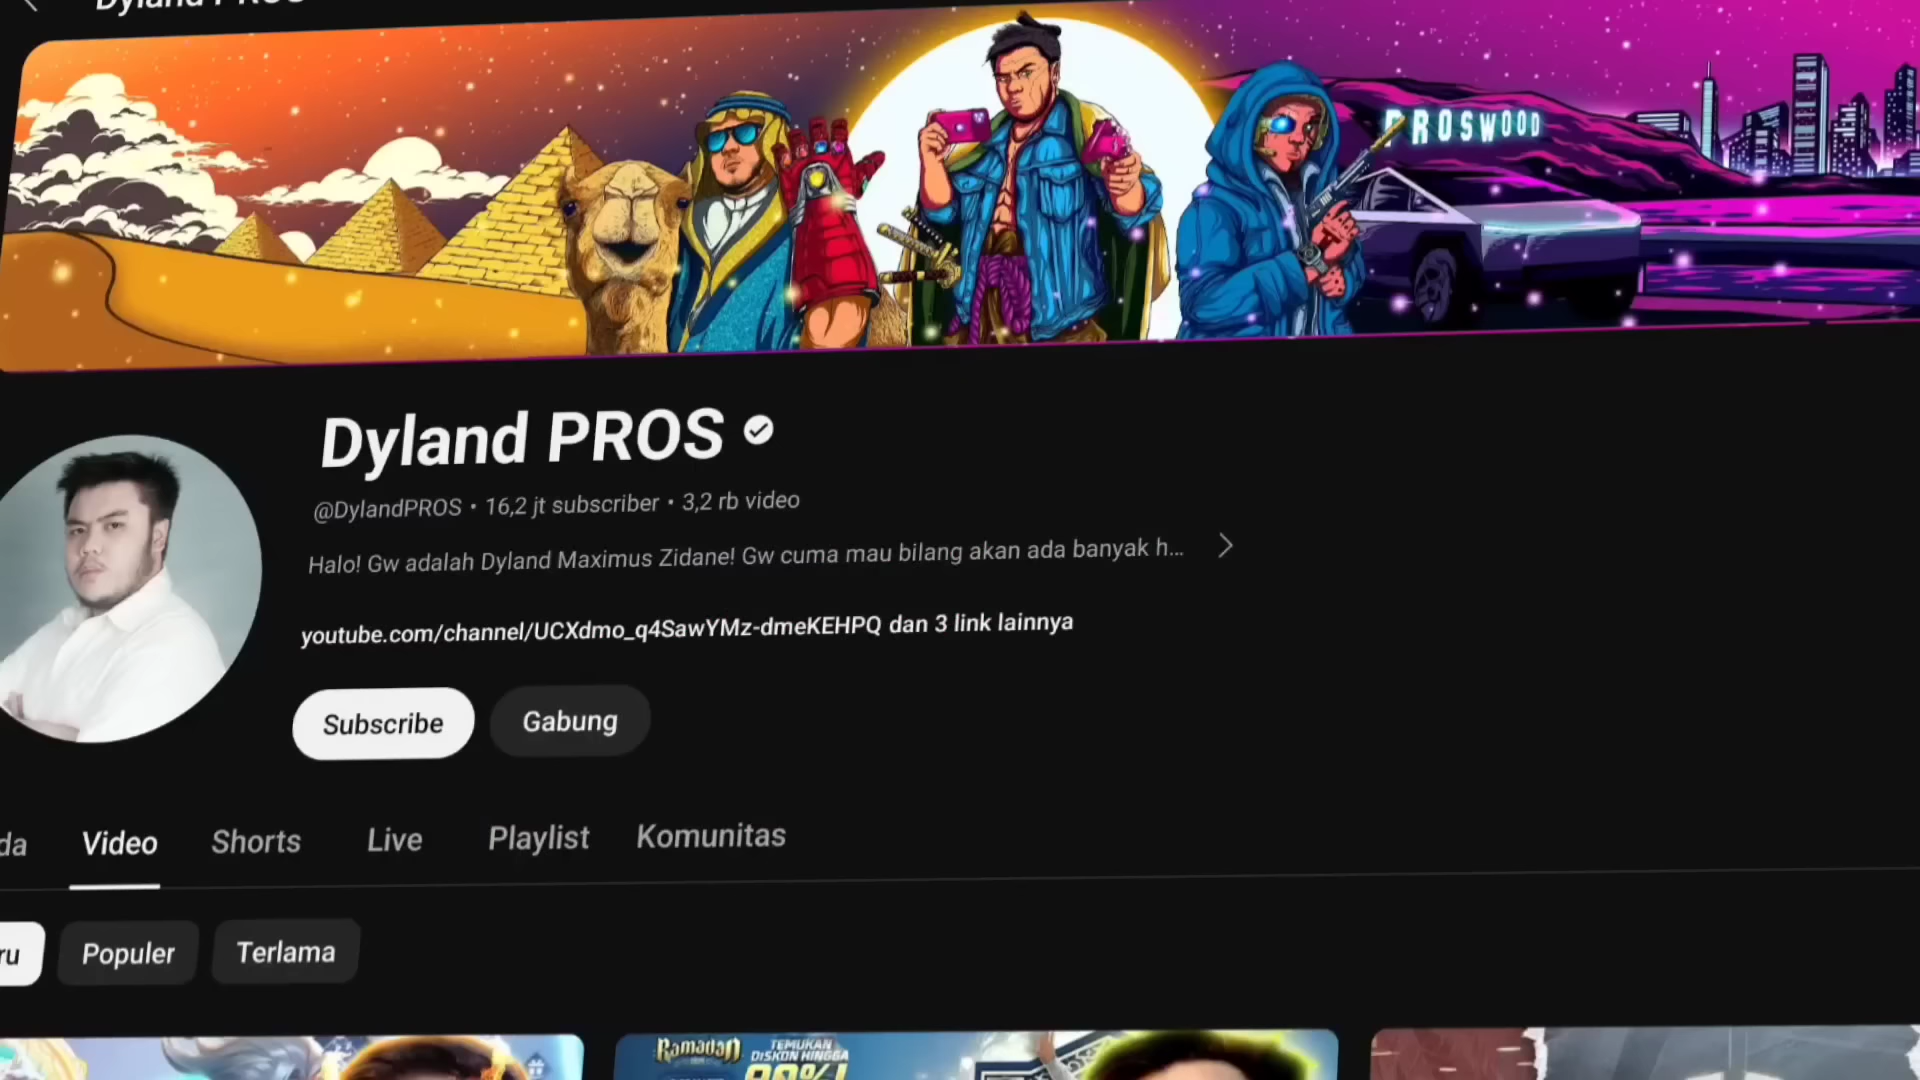 Dyland PROS
PROSWOOD
Dyland PROS
@DylandPROS • 16,2 jt subscriber • 3,2 rb video
Halo! Gw adalah Dyland Maximus Zidane! Gw cuma mau bilang akan ada banyak h...
youtube.com/channel/UCXdmo_q4SawYMz-dmeKEHPQ dan 3 link lainnya
Subscribe Gabung
da Video Shorts Live Playlist Komunitas
ru Populer Terlama
Ramadan TEMUKAN
DISKON HINGGA
90%!